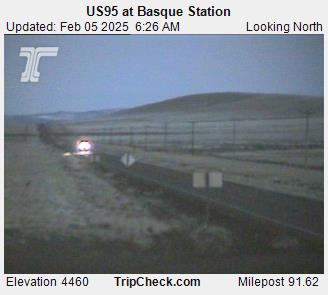 US95 at Basque Station
Updated: Feb 05 2025 6:26 AM Looking North
Elevation 4460 TripCheck.com Milepost 91.62